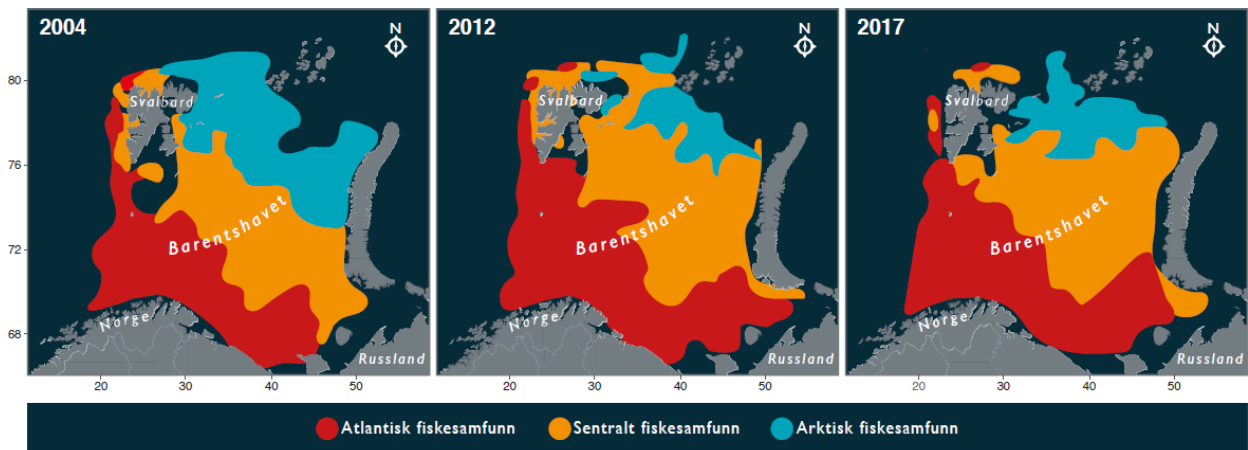 2004
N
Svalbard
Barentshavet
Norge
Russland
80
76
72
68
20
30
40
50
2012
N
Svalbard
Barentshavet
Norge
Russland
20
30
40
50
2017
N
Svalbard
Barentshavet
Norge
Russland
20
30
40
50
Atlantisk fiskesamfunn
Sentralt fiskesamfunn
Arktisk fiskesamfunn